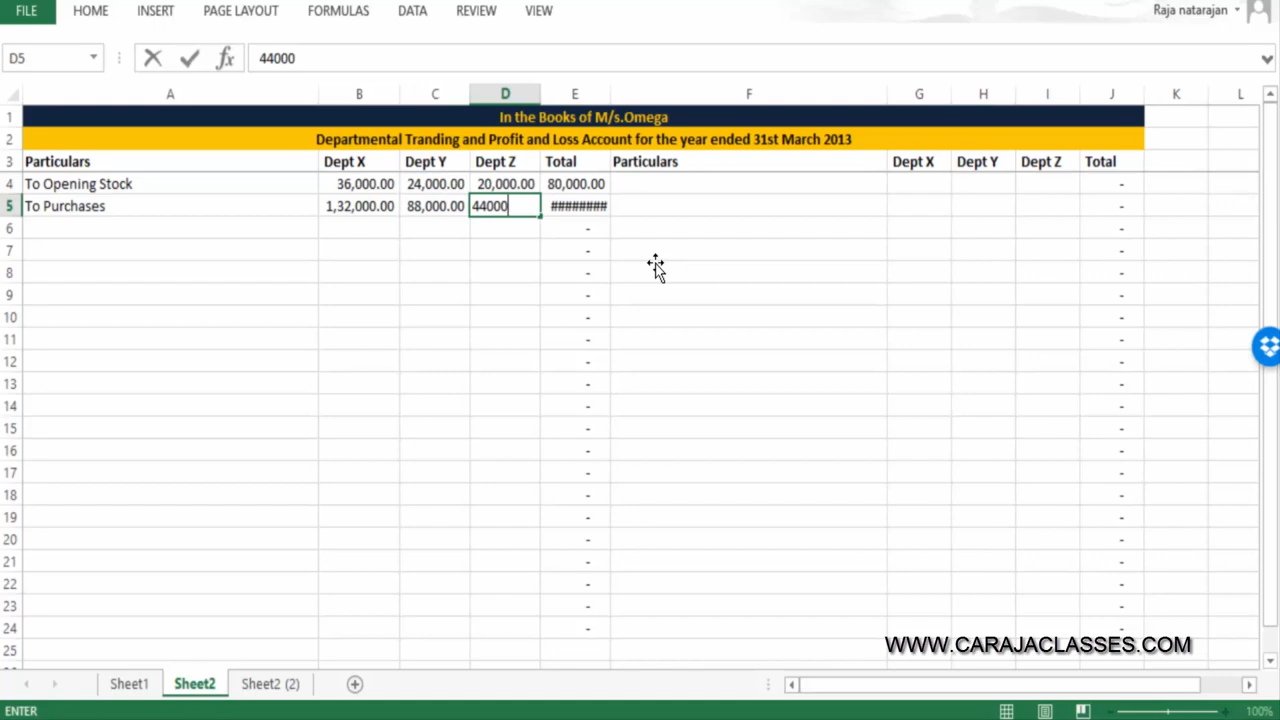 FILE HOME INSERT PAGE LAYOUT FORMULAS DATA REVIEW VIEW Raja natarajan
D5 fx 44000
A B C D E F G H I J K L
1 In the Books of M/s.Omega
2 Departmental Tranding and Profit and Loss Account for the year ended 31st March 2013
3 Particulars Dept X Dept Y Dept Z Total Particulars Dept X Dept Y Dept Z Total
4 To Opening Stock 36,000.00 24,000.00 20,000.00 80,000.00 -
5 To Purchases 1,32,000.00 88,000.00 44000 ######## -
6 - -
7 - -
8 - -
9 - -
10 - -
11 - -
12 - -
13 - -
14 - -
15 - -
16 - -
17 - -
18 - -
19 - -
20 - -
21 - -
22 - -
23 - -
24 - -
25
WWW.CARAJACLASSES.COM
Sheet1 Sheet2 Sheet2 (2)
ENTER 100%